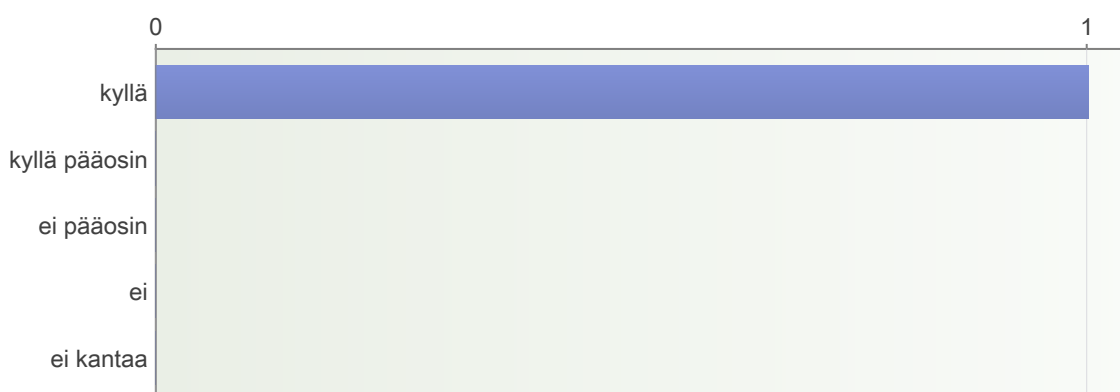 0 1
kyllä
kyllä pääosin
ei pääosin
ei
ei kantaa